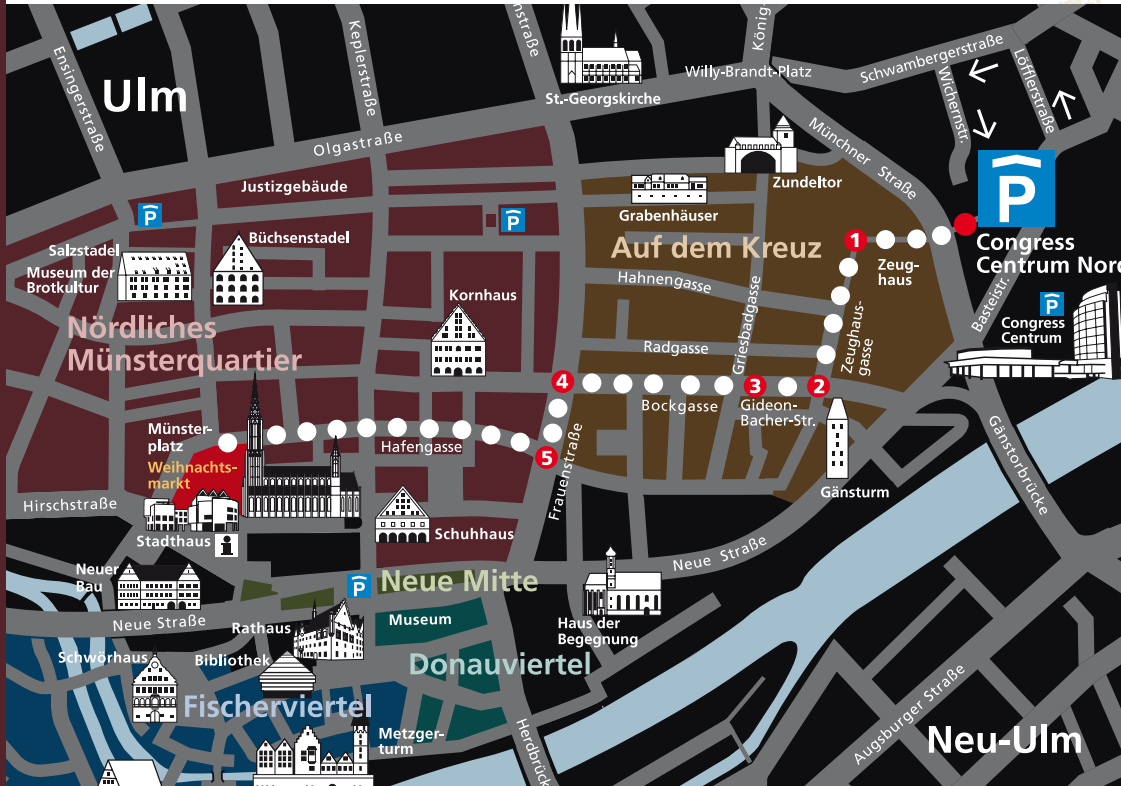 Ulm
Ensingerstraße
Keplerstraße
nstraße
König-
St.-Georgskirche
Willy-Brandt-Platz
Schwambergerstraße
Wichernstr.
Löfflerstraße
Olgastraße
Münchner Straße
Justizgebäude
Zundeltor
P
P
P
Grabenhäuser
Salzstadel
Museum der
Brotkultur
Büchsenstadel
Auf dem Kreuz
1
Zeug-
haus
Congress
Centrum Nord
Basteistr.
P
Congress
Centrum
Hahnengasse
Kornhaus
Griesbadgasse
Zeughaus-
gasse
Nördliches
Münsterquartier
Radgasse
4
3
2
Bockgasse
Gideon-
Bacher-Str.
Münster-
platz
Weihnachts-
markt
Hafengasse
5
Frauenstraße
Gänsturm
Gänstorbrücke
Hirschstraße
Stadthaus
i
Schuhhaus
Neue Straße
Neuer
Bau
P
Neue Mitte
Neue Straße
Rathaus
Museum
Haus der
Begegnung
Schwörhaus
Bibliothek
Donauviertel
Fischerviertel
Metzger-
turm
Herdbrück
Augsburger Straße
Neu-Ulm